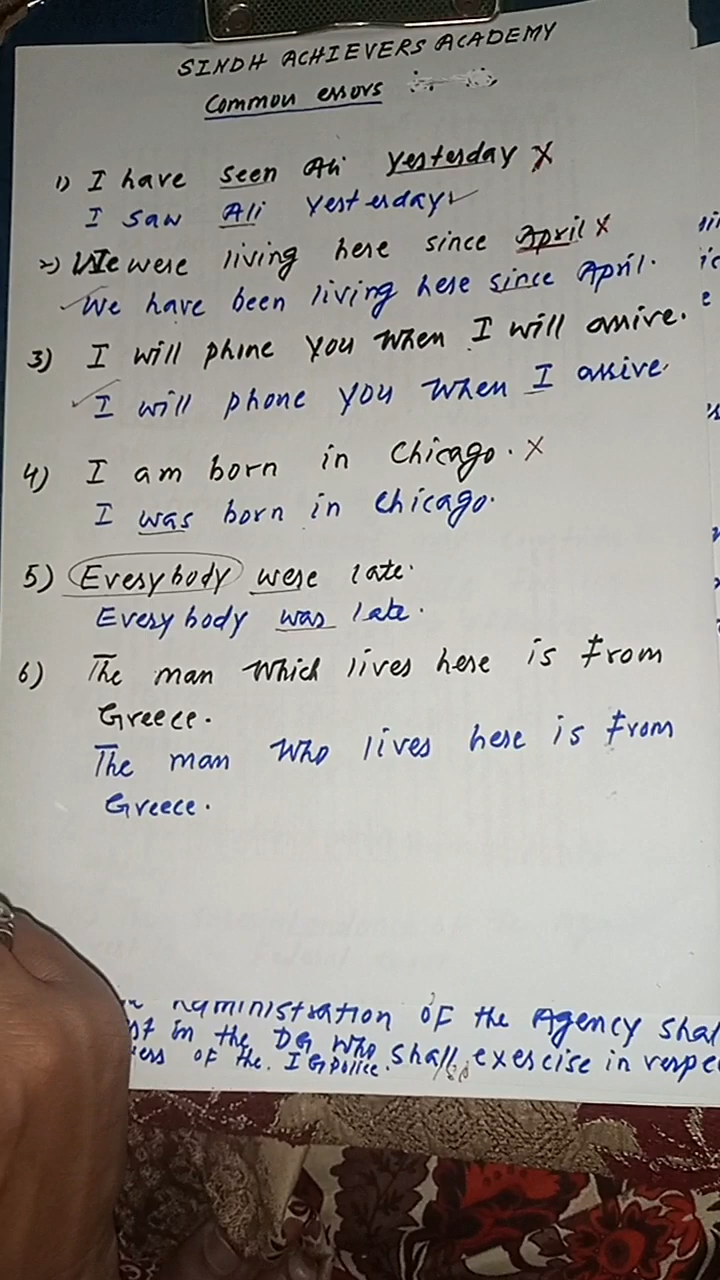 SINDH ACHIEVERS ACADEMY
Common errors
1) I have seen Ali yesterday X
I saw Ali Yesterday ✓
2) We were living here since April X
✓ We have been living here since April.
3) I will phine you when I will arrive.
✓ I will phone you when I arrive.
4) I am born in Chicago. X
I was born in Chicago.
5) Everybody were late.
Everybody was late.
6) The man which lives here is from
Greece.
The man who lives here is from
Greece.
administration of the Agency shal
st in the DG who shall exercise in respe
ers of the. IG Police.